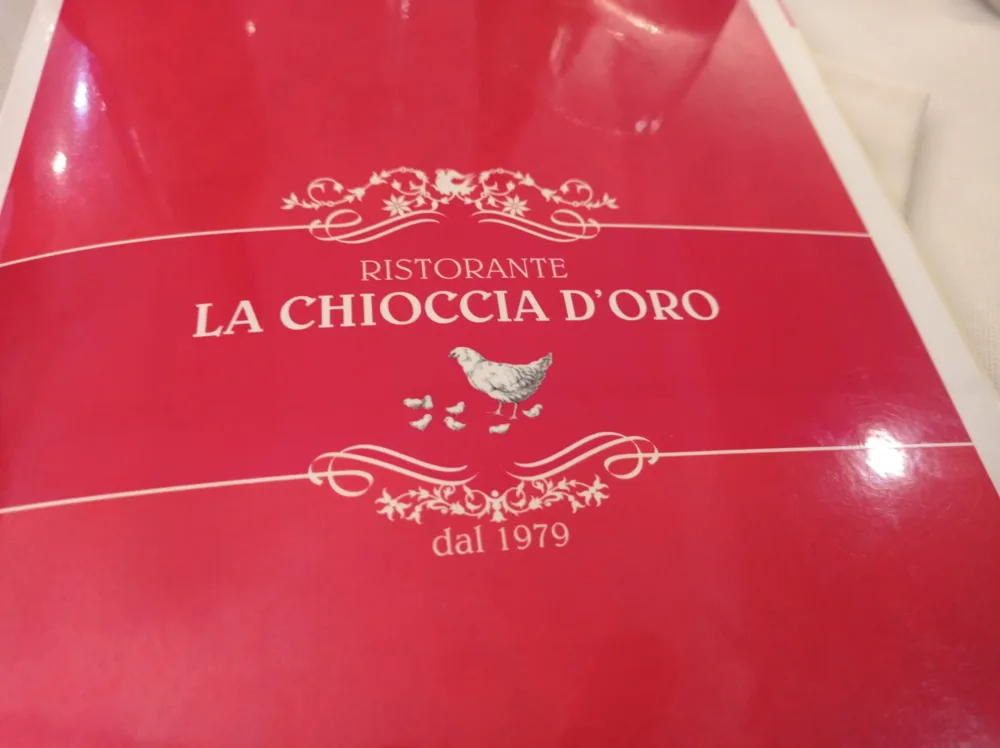 RISTORANTE
LA CHIOCCIA D'ORO
dal 1979